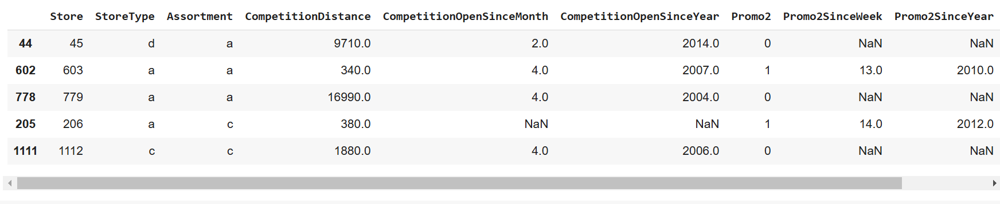 Store StoreType Assortment CompetitionDistance CompetitionOpenSinceMonth CompetitionOpenSinceYear Promo2 Promo2SinceWeek Promo2SinceYear
44 45 d a 9710.0 2.0 2014.0 0 NaN NaN
602 603 a a 340.0 4.0 2007.0 1 13.0 2010.0
778 779 a a 16990.0 4.0 2004.0 0 NaN NaN
205 206 a c 380.0 NaN NaN 1 14.0 2012.0
1111 1112 c c 1880.0 4.0 2006.0 0 NaN NaN